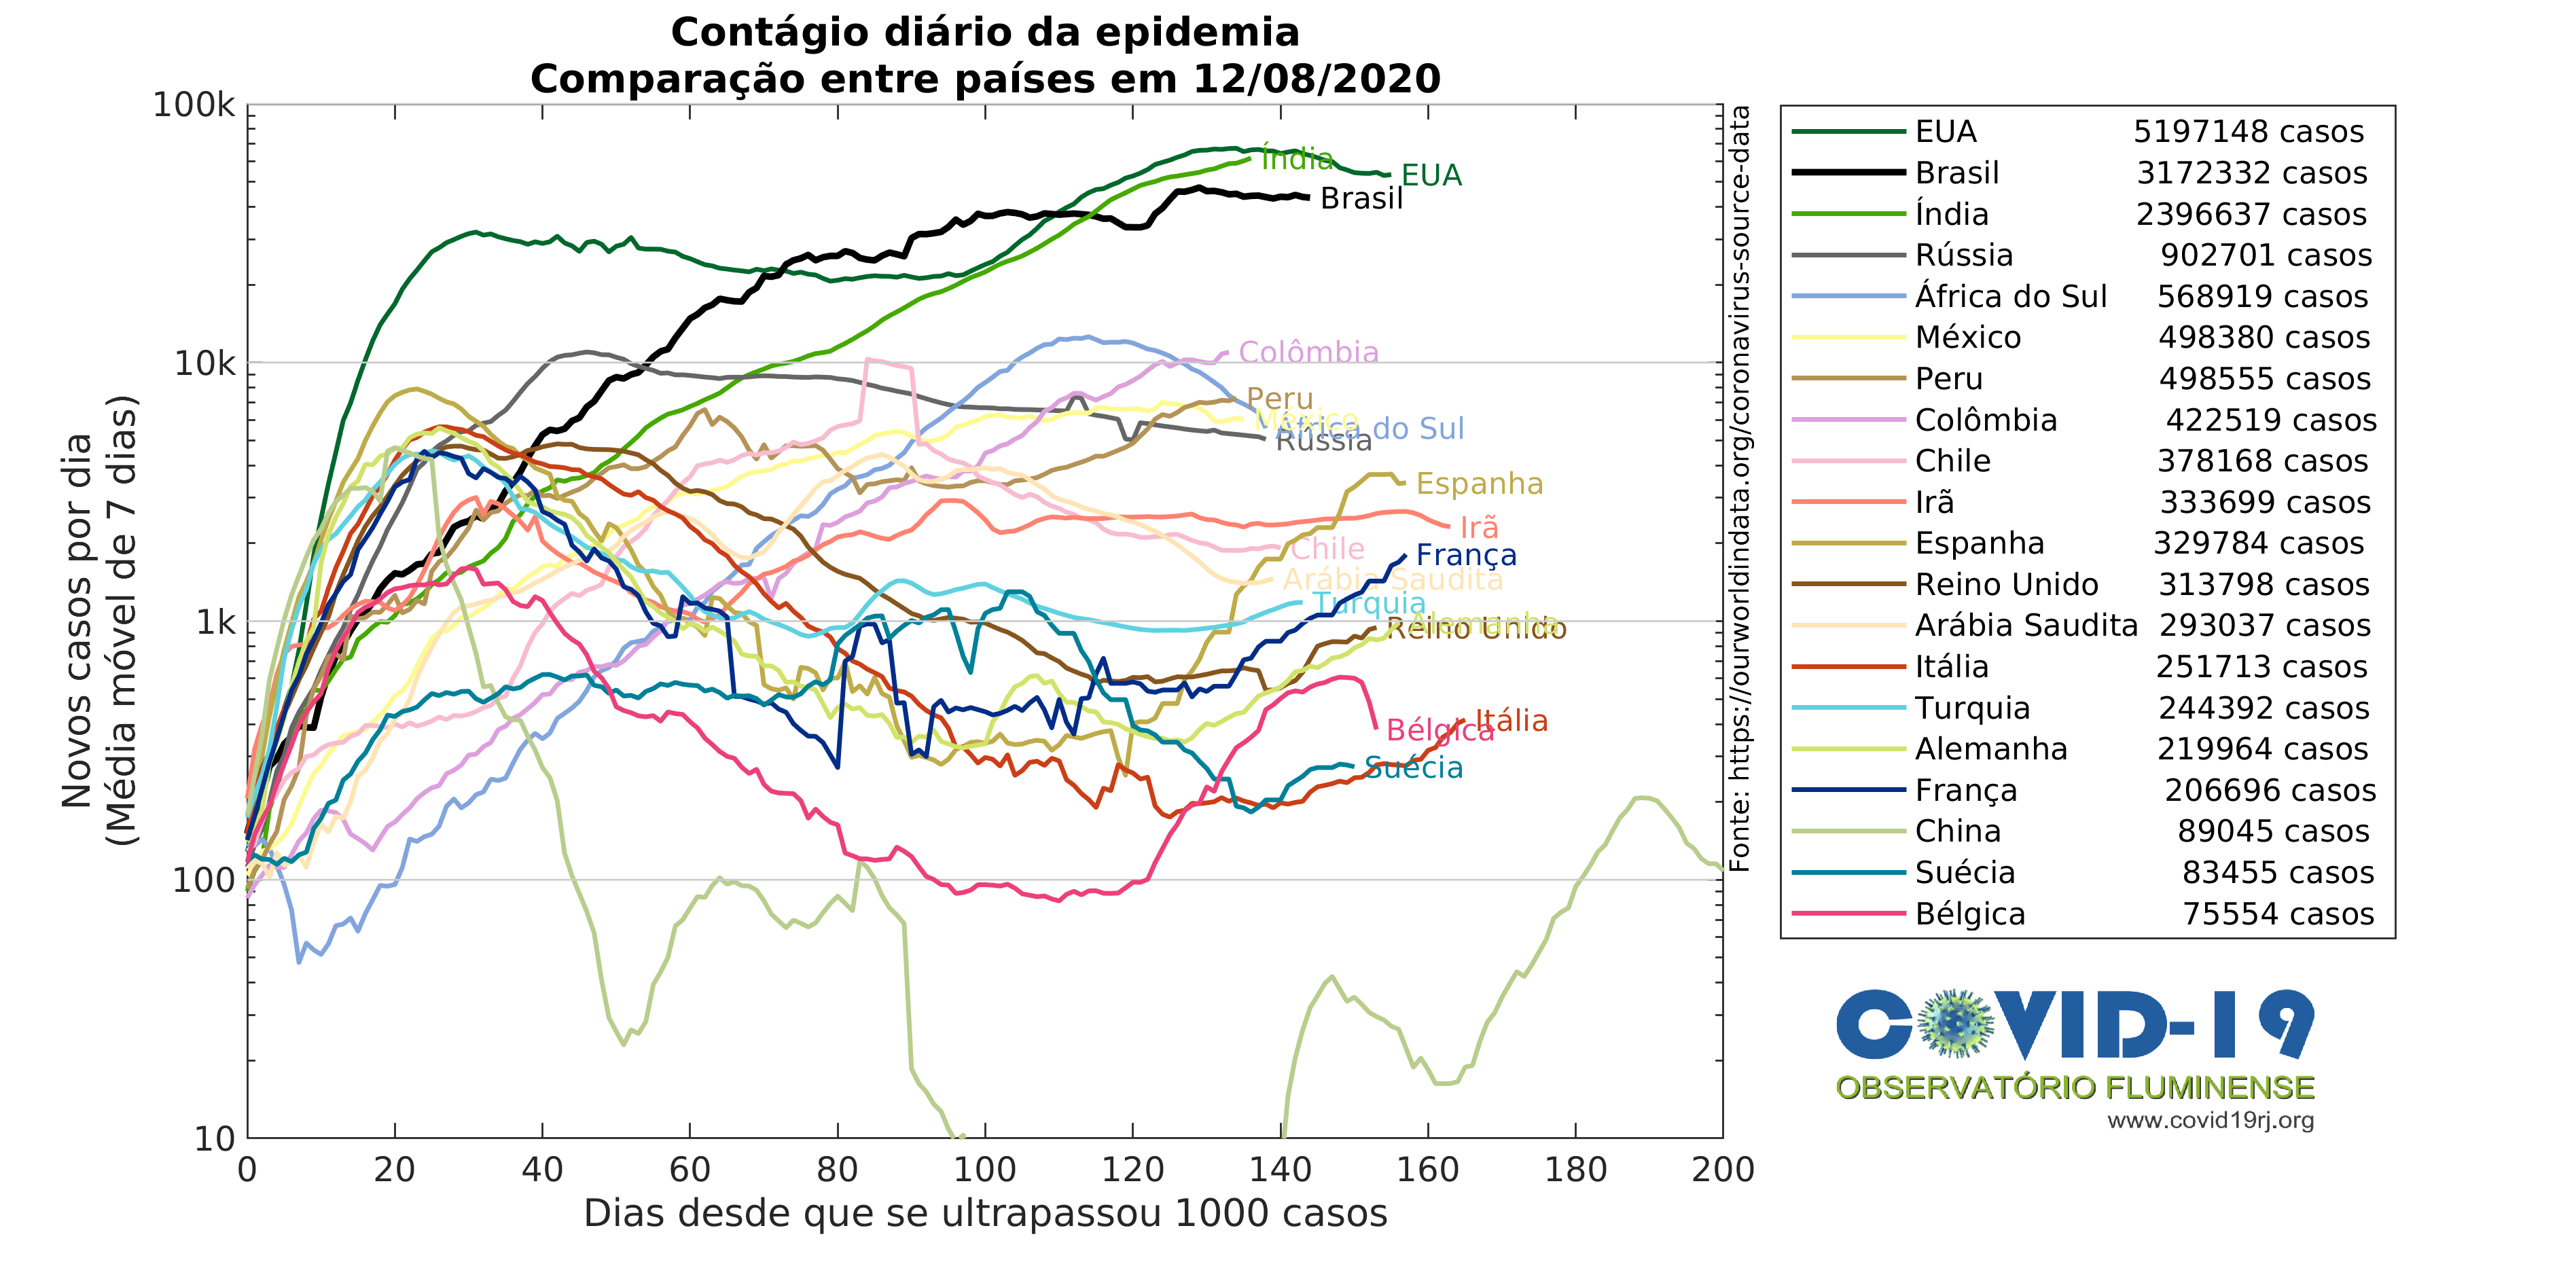 Contágio diário da epidemia
Comparação entre países em 12/08/2020
Novos casos por dia
(Média móvel de 7 dias)
100k
10k
1k
100
10
0 20 40 60 80 100 120 140 160 180 200
Dias desde que se ultrapassou 1000 casos
Índia
EUA
Brasil
Colômbia
Peru
México
África do Sul
Rússia
Espanha
Irã
Chile
França
Arábia Saudita
Turquia
Alemanha
Reino Unido
Itália
Bélgica
Suécia
Fonte: https://ourworldindata.org/coronavirus-source-data
EUA 5197148 casos
Brasil 3172332 casos
Índia 2396637 casos
Rússia 902701 casos
África do Sul 568919 casos
México 498380 casos
Peru 498555 casos
Colômbia 422519 casos
Chile 378168 casos
Irã 333699 casos
Espanha 329784 casos
Reino Unido 313798 casos
Arábia Saudita 293037 casos
Itália 251713 casos
Turquia 244392 casos
Alemanha 219964 casos
França 206696 casos
China 89045 casos
Suécia 83455 casos
Bélgica 75554 casos
COVID-19
OBSERVATÓRIO FLUMINENSE
www.covid19rj.org